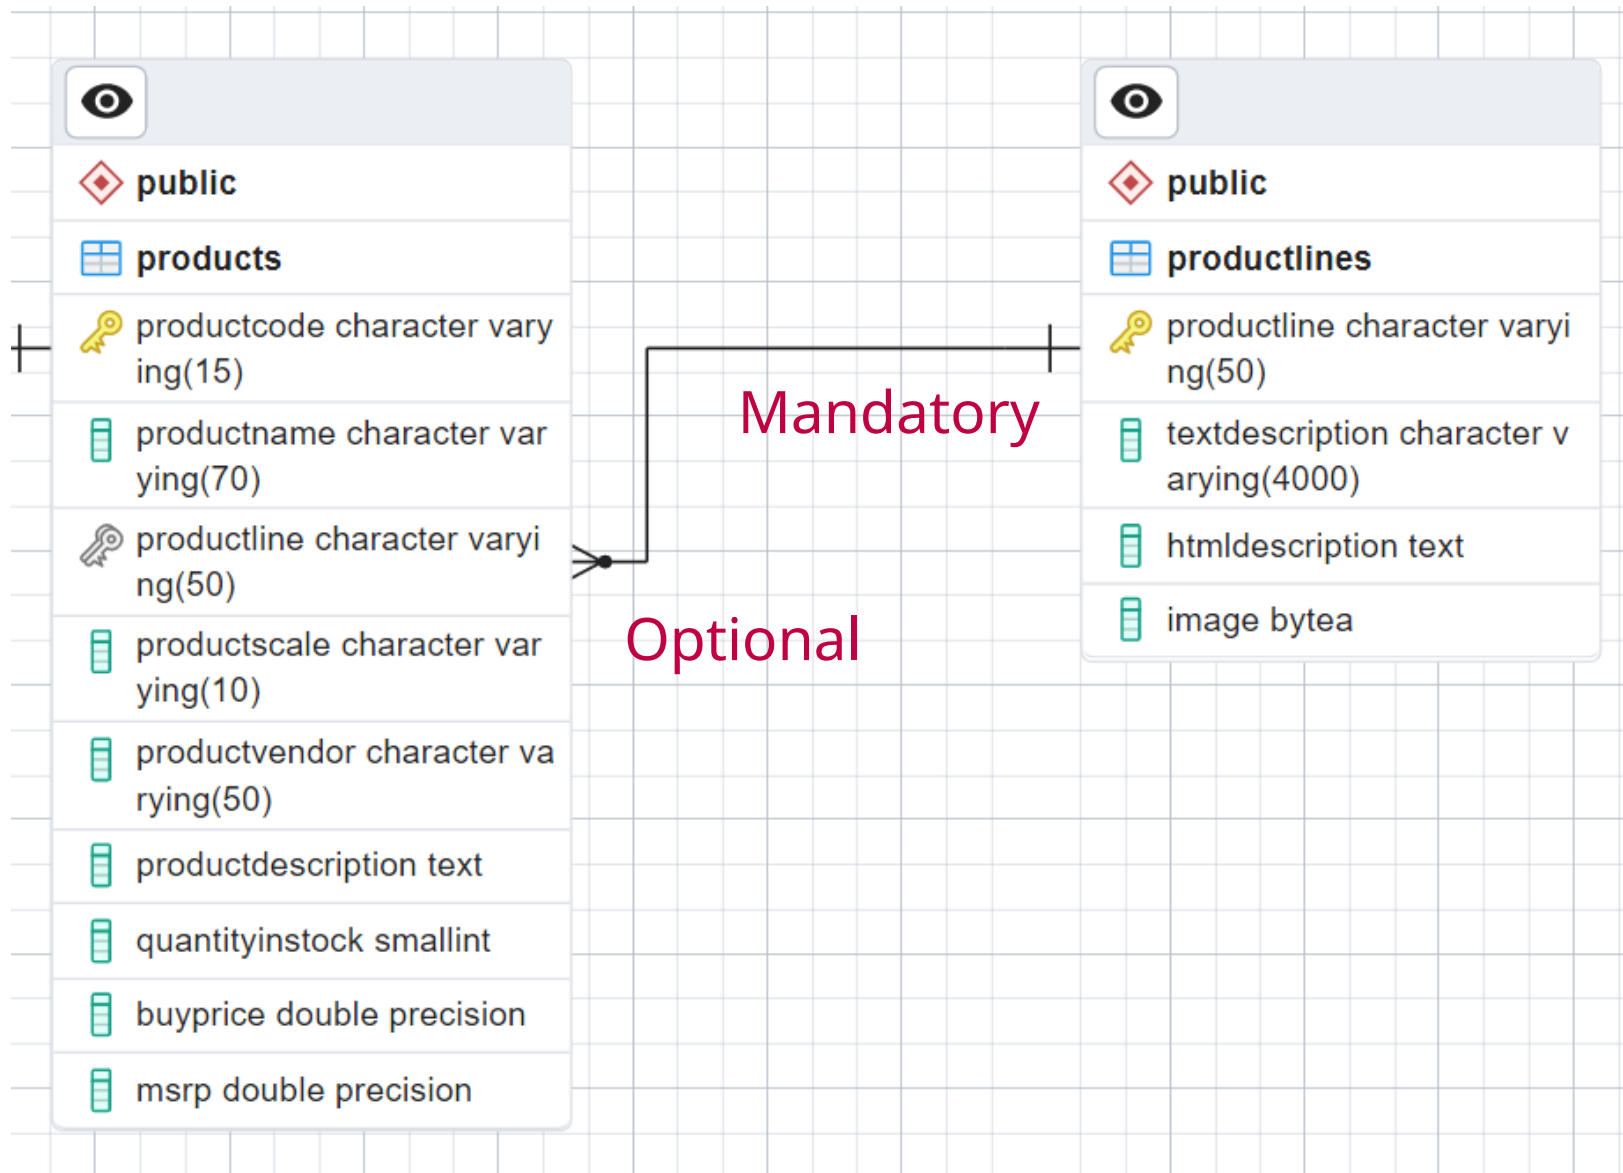 public
products
productcode character vary
ing(15)
productname character var
ying(70)
productline character varyi
ng(50)
productscale character var
ying(10)
productvendor character va
rying(50)
productdescription text
quantityinstock smallint
buyprice double precision
msrp double precision
Mandatory
Optional
public
productlines
productline character varyi
ng(50)
textdescription character v
arying(4000)
htmldescription text
image bytea